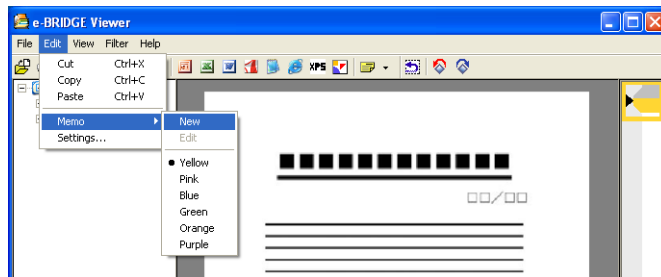 e-BRIDGE Viewer
File Edit View Filter Help
Cut Ctrl+X
Copy Ctrl+C
Paste Ctrl+V
Memo
Settings...
New
Edit
Yellow
Pink
Blue
Green
Orange
Purple
XPS
□□/□□